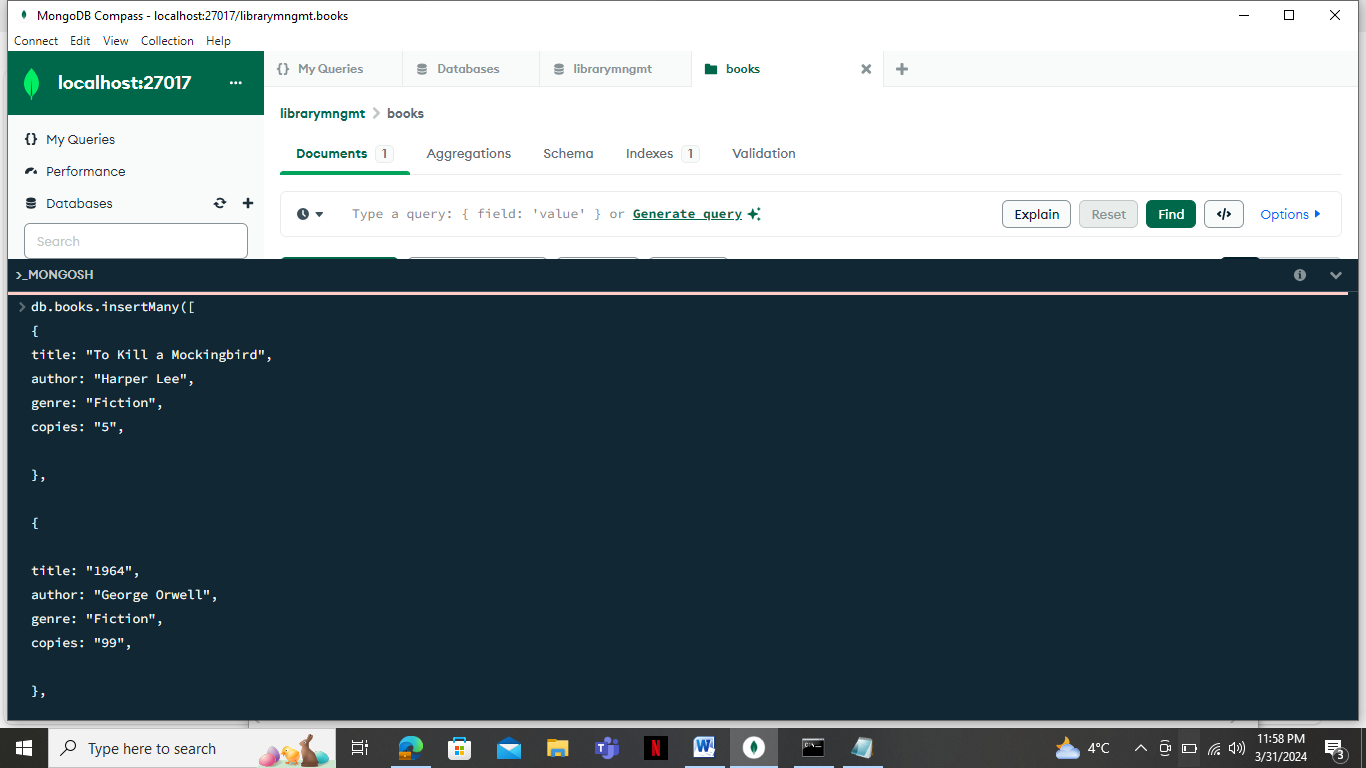 MongoDB Compass - localhost:27017/librarymngmt.books
Connect Edit View Collection Help
localhost:27017 ...
{} My Queries Databases librarymngmt books
librarymngmt > books
My Queries
Performance
Databases
Search
Documents 1 Aggregations Schema Indexes 1 Validation
Type a query: { field: 'value' } or Generate query
Explain Reset Find </> Options
>_MONGOSH
> db.books.insertMany([
{
title: "To Kill a Mockingbird",
author: "Harper Lee",
genre: "Fiction",
copies: "5",
},
{
title: "1964",
author: "George Orwell",
genre: "Fiction",
copies: "99",
},
Type here to search
4°C
11:58 PM
3/31/2024
3